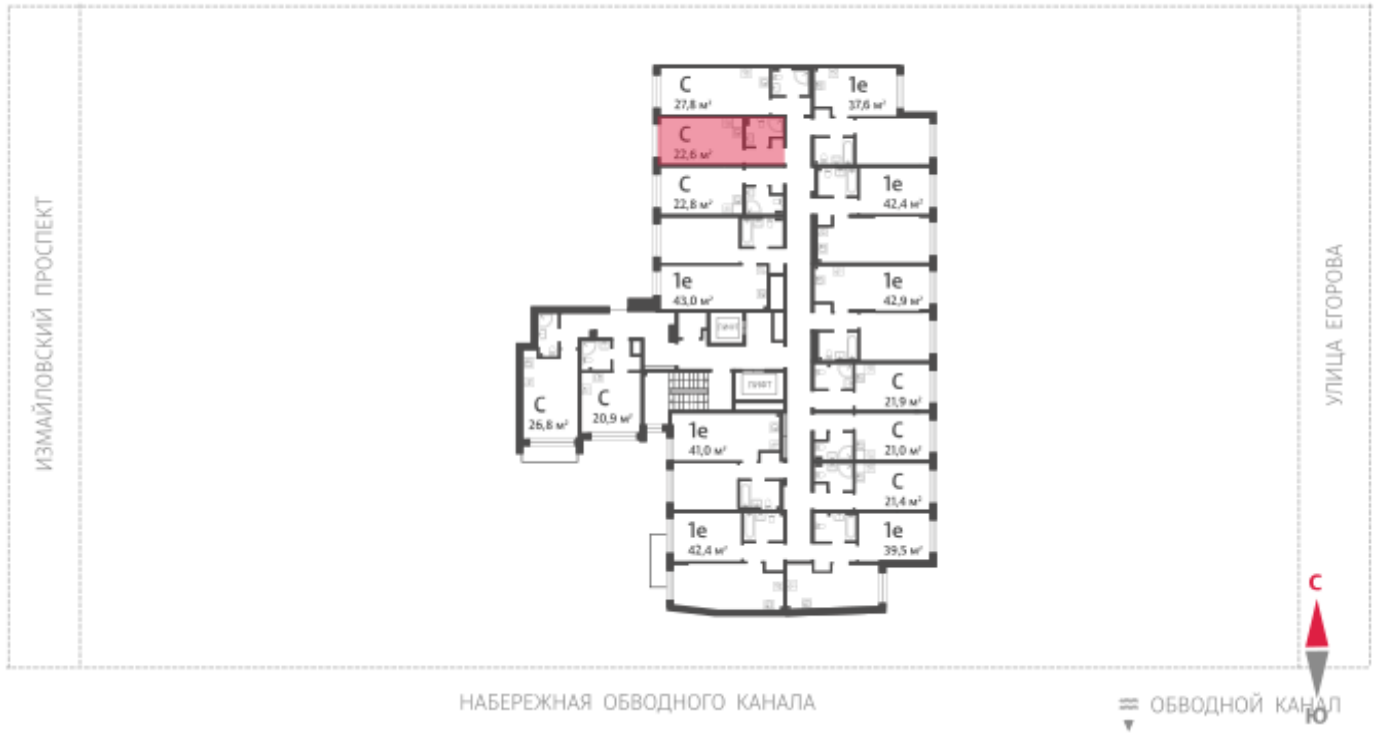 С
27,8 м²
1е
37,6 м²
С
22,6 м²
С
22,8 м²
1е
42,4 м²
1е
43,0 м²
1е
42,9 м²
ЛИФТ
ЛИФТ
С
26,8 м²
С
20,9 м²
С
21,9 м²
1е
41,0 м²
С
21,0 м²
С
21,4 м²
1е
42,4 м²
1е
39,5 м²
ИЗМАЙЛОВСКИЙ ПРОСПЕКТ
УЛИЦА ЕГОРОВА
С
Ю
НАБЕРЕЖНАЯ ОБВОДНОГО КАНАЛА
ОБВОДНОЙ КАНАЛ